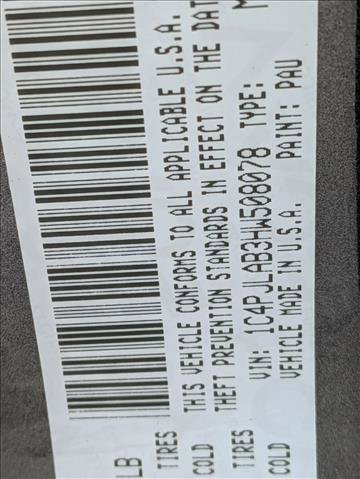 LB
TIRES
COLD
THIS VEHICLE CONFORMS TO ALL APPLICABLE U.S.A.
THEFT PREVENTION STANDARDS IN EFFECT ON THE DAT
TIRES
VIN: 1C4PJLAB3HW508078 TYPE: M
COLD
VEHICLE MADE IN U.S.A. PAINT: PAU